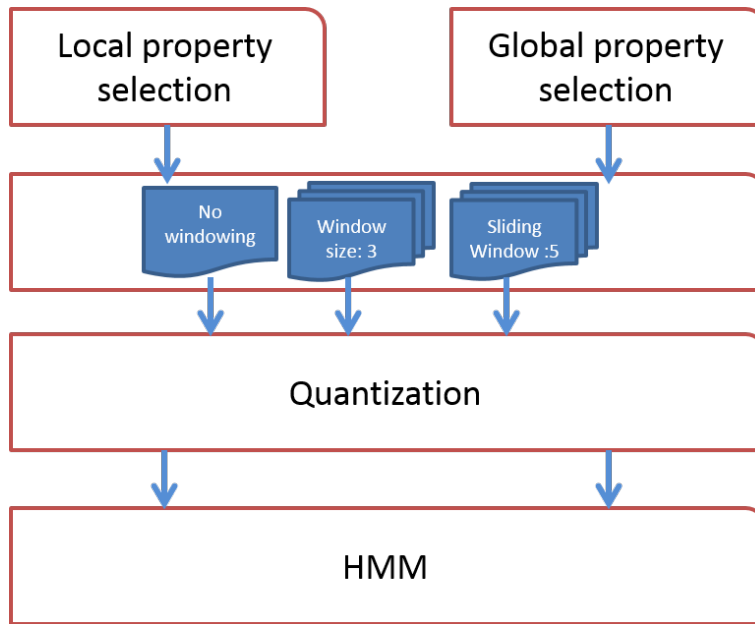 Local property
selection
Global property
selection
No
windowing
Window
size: 3
Sliding
Window :5
Quantization
HMM